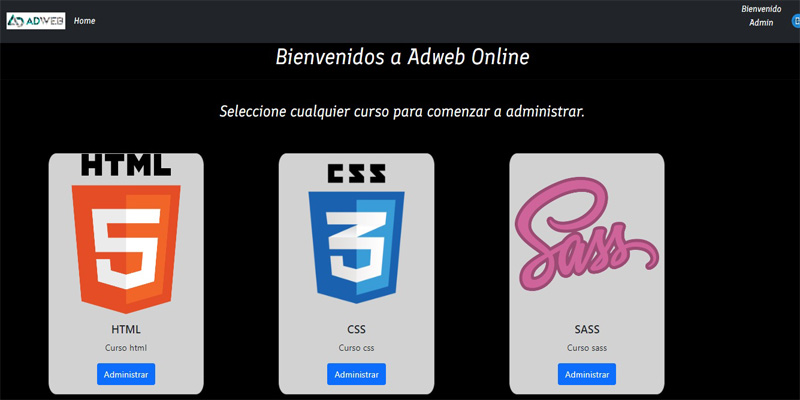 ADWEB
Home
Bienvenido
Admin
Bienvenidos a Adweb Online
Seleccione cualquier curso para comenzar a administrar.
HTML
5
HTML
Curso html
Administrar
CSS
3
CSS
Curso css
Administrar
Sass
SASS
Curso sass
Administrar